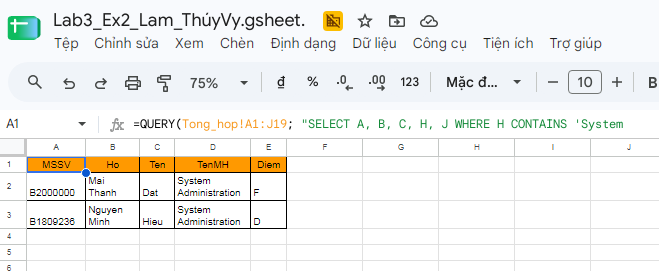 Lab3_Ex2_Lam_ThúyVy.gsheet.
Tệp Chỉnh sửa Xem Chèn Định dạng Dữ liệu Công cụ Tiện ích Trợ giúp
75% ₫ % .0 .00 123 Mặc đ... 10 B
A1 fx =QUERY(Tong_hop!A1:J19; "SELECT A, B, C, H, J WHERE H CONTAINS 'System
A B C D E F G H I J
1 MSSV Ho Ten TenMH Diem
Mai System
2 B2000000 Thanh Dat Administration F
Nguyen System
3 B1809236 Minh Hieu Administration D
4
5
6